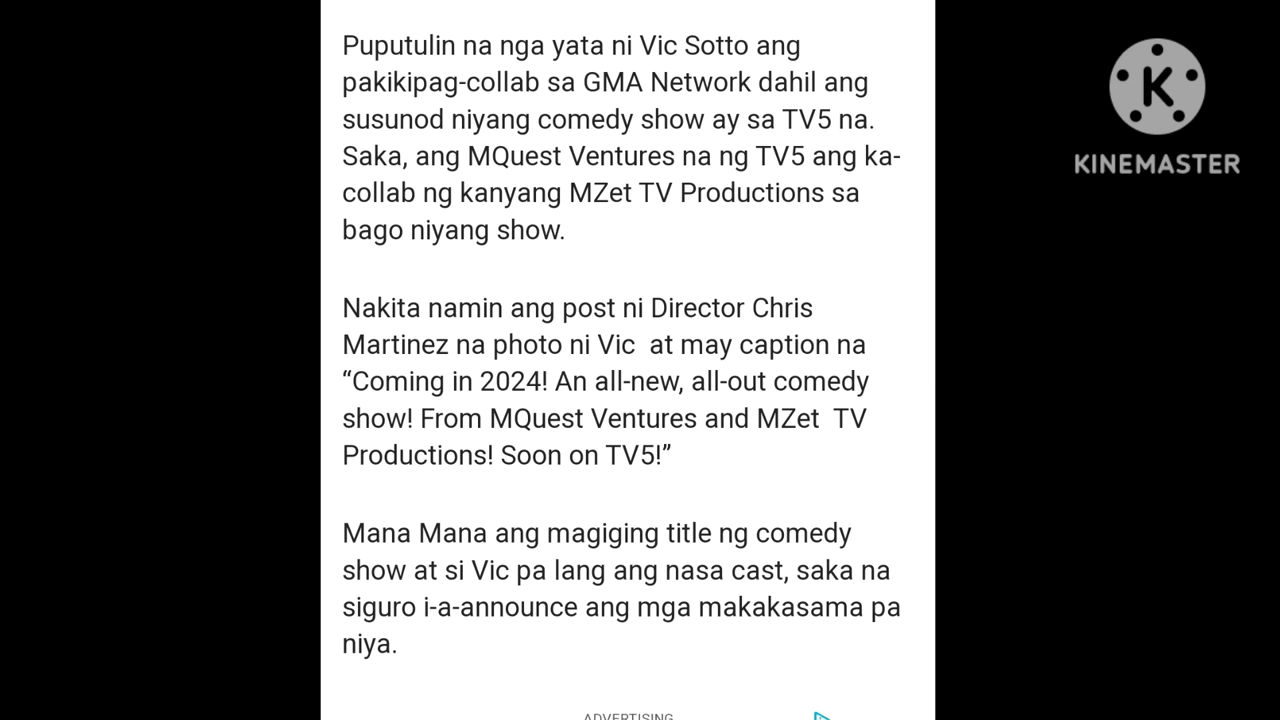 Puputulin na nga yata ni Vic Sotto ang
pakikipag-collab sa GMA Network dahil ang
susunod niyang comedy show ay sa TV5 na.
Saka, ang MQuest Ventures na ng TV5 ang ka-
collab ng kanyang MZet TV Productions sa
bago niyang show.
Nakita namin ang post ni Director Chris
Martinez na photo ni Vic  at may caption na
“Coming in 2024! An all-new, all-out comedy
show! From MQuest Ventures and MZet  TV
Productions! Soon on TV5!”
Mana Mana ang magiging title ng comedy
show at si Vic pa lang ang nasa cast, saka na
siguro i-a-announce ang mga makakasama pa
niya.
ADVERTISING
K
KINEMASTER